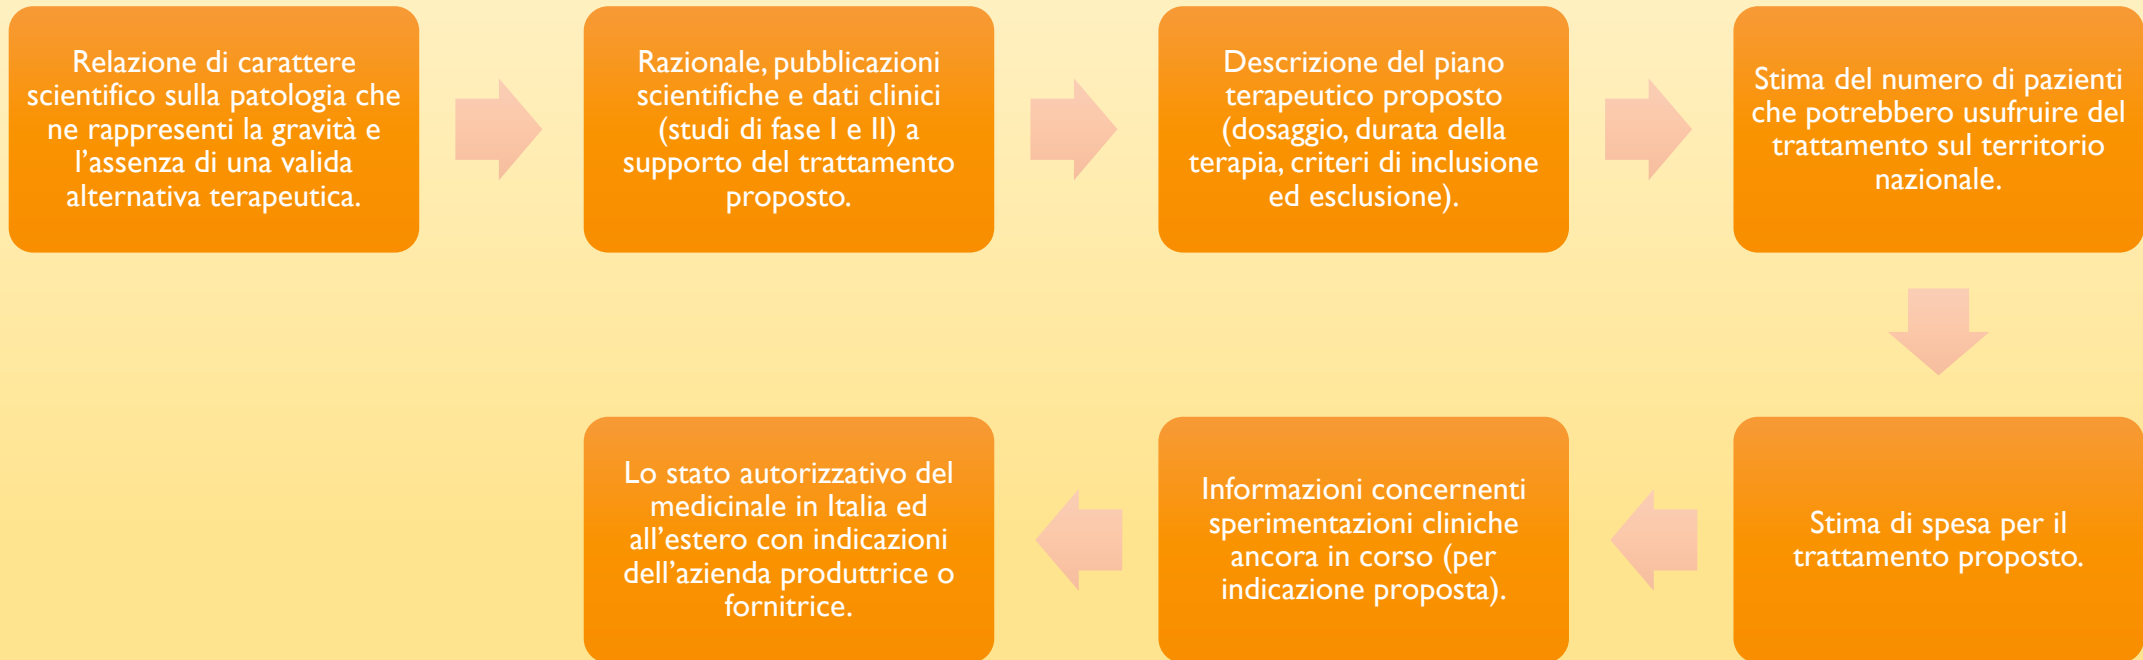 Relazione di carattere
scientifico sulla patologia che
ne rappresenti la gravità e
l'assenza di una valida
alternativa terapeutica.
Razionale, pubblicazioni
scientifiche e dati clinici
(studi di fase I e II) a
supporto del trattamento
proposto.
Descrizione del piano
terapeutico proposto
(dosaggio, durata della
terapia, criteri di inclusione
ed esclusione).
Stima del numero di pazienti
che potrebbero usufruire del
trattamento sul territorio
nazionale.
Stima di spesa per il
trattamento proposto.
Informazioni concernenti
sperimentazioni cliniche
ancora in corso (per
indicazione proposta).
Lo stato autorizzativo del
medicinale in Italia ed
all'estero con indicazioni
dell'azienda produttrice o
fornitrice.